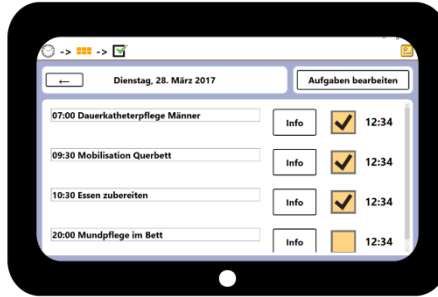 -> ->
← Dienstag, 28. März 2017 Aufgaben bearbeiten
07:00 Dauerkatheterpflege Männer Info 12:34
09:30 Mobilisation Querbett Info 12:34
10:30 Essen zubereiten Info 12:34
20:00 Mundpflege im Bett Info 12:34